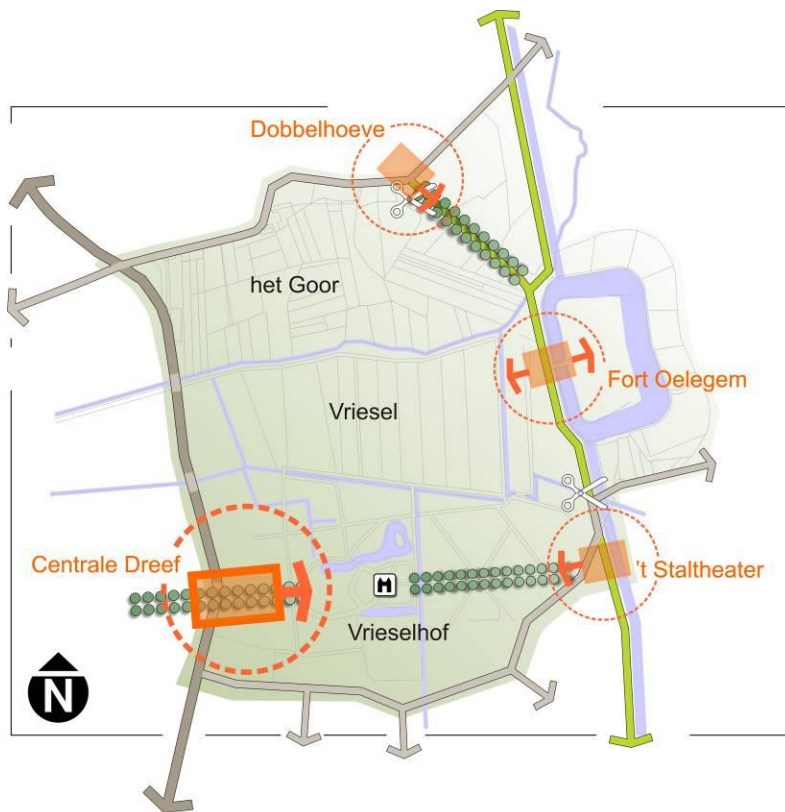 Dobbelhoeve
het Goor
Fort Oelegem
Vriesel
Centrale Dreef
't Staltheater
Vrieselhof
N